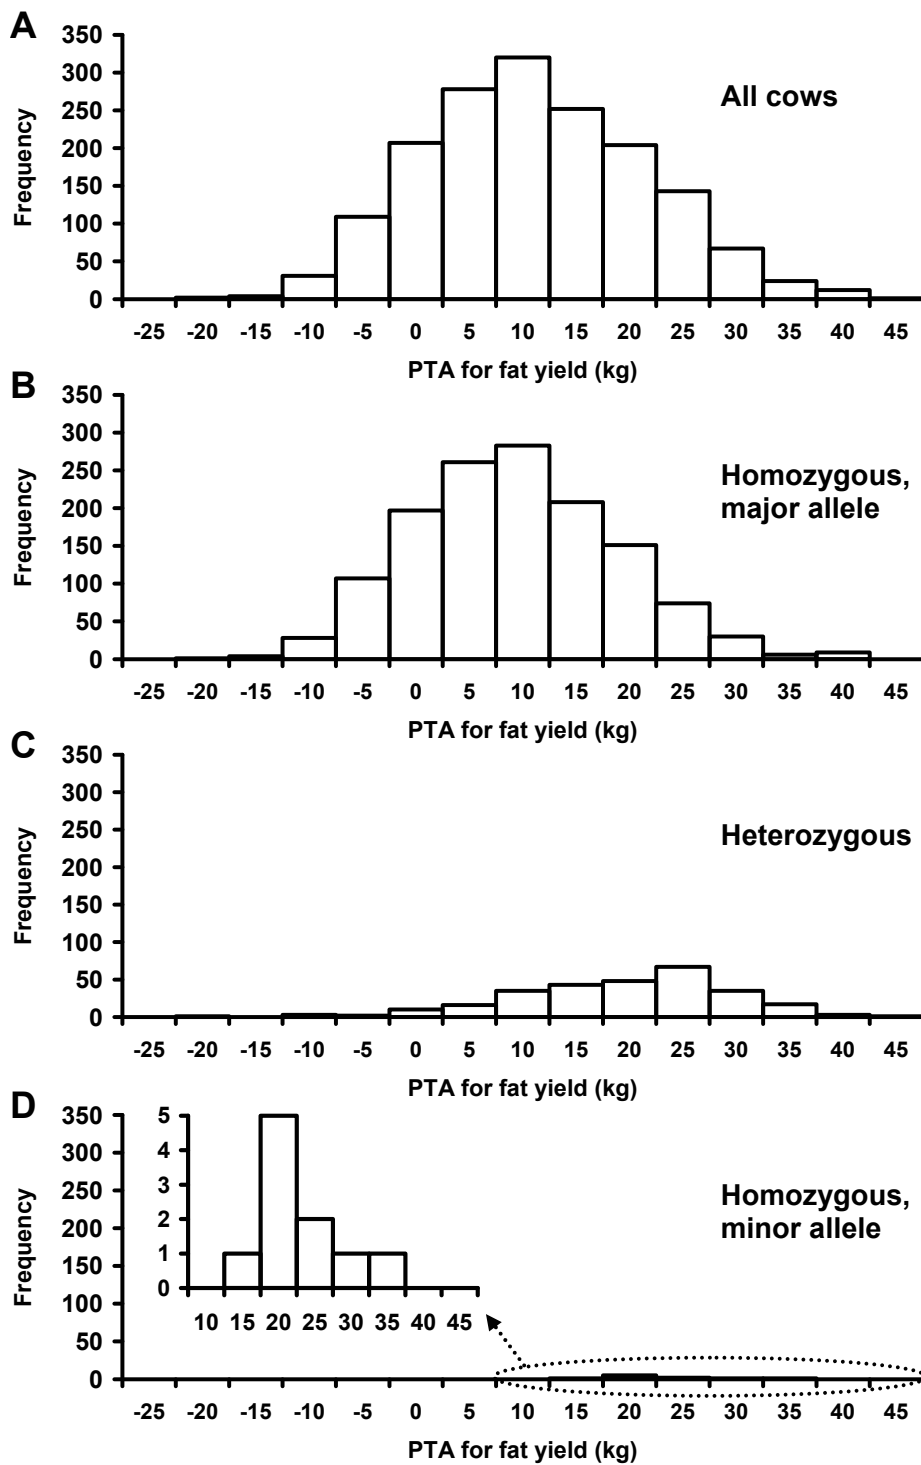 A
350
300
250
200
150
100
50
0
Frequency
All cows
-25 -20 -15 -10 -5 0 5 10 15 20 25 30 35 40 45
PTA for fat yield (kg)
B
350
300
250
200
150
100
50
0
Frequency
Homozygous,
major allele
-25 -20 -15 -10 -5 0 5 10 15 20 25 30 35 40 45
PTA for fat yield (kg)
C
350
300
250
200
150
100
50
0
Frequency
Heterozygous
-25 -20 -15 -10 -5 0 5 10 15 20 25 30 35 40 45
PTA for fat yield (kg)
D
350
300
250
200
150
100
50
0
Frequency
5
4
3
2
1
0
10 15 20 25 30 35 40 45
Homozygous,
minor allele
-25 -20 -15 -10 -5 0 5 10 15 20 25 30 35 40 45
PTA for fat yield (kg)